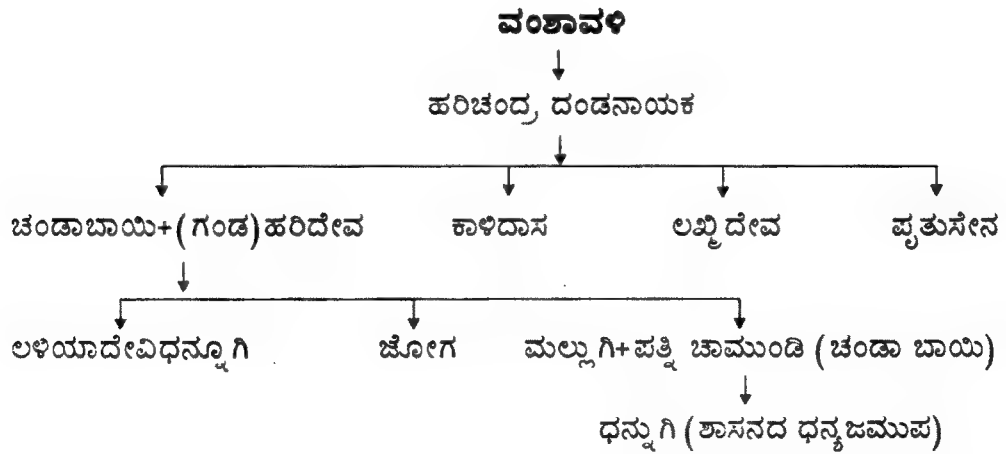 ವಂಶಾವಳಿ
ಹರಿಚಂದ್ರ ದಂಡನಾಯಕ
ಚಂಡಾಬಾಯಿ+(ಗಂಡ)ಹರಿದೇವ ಕಾಳಿದಾಸ ಲಖ್ಮಿದೇವ ಪೃತುಸೇನ
ಲಳಿಯಾದೇವಿಧನ್ನೂಗಿ ಜೋಗ ಮಲ್ಲುಗಿ+ಪತ್ನಿ ಚಾಮುಂಡಿ (ಚಂಡಾ ಬಾಯಿ)
ಧನ್ನುಗಿ (ಶಾಸನದ ಧನ್ಯಜಮುಪ)